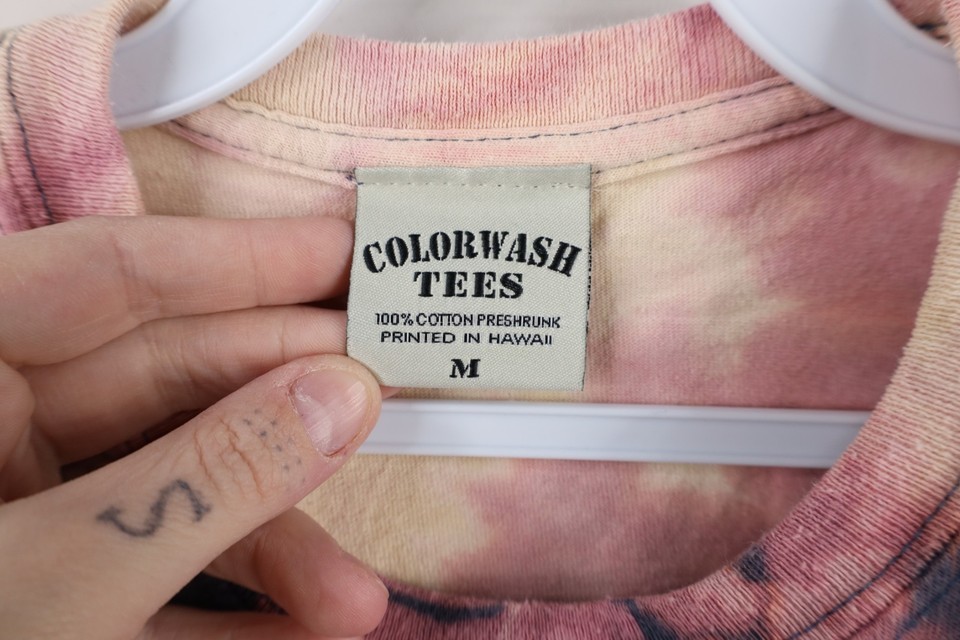 COLORWASH
TEES
100% COTTON PRESHRUNK
PRINTED IN HAWAII
M